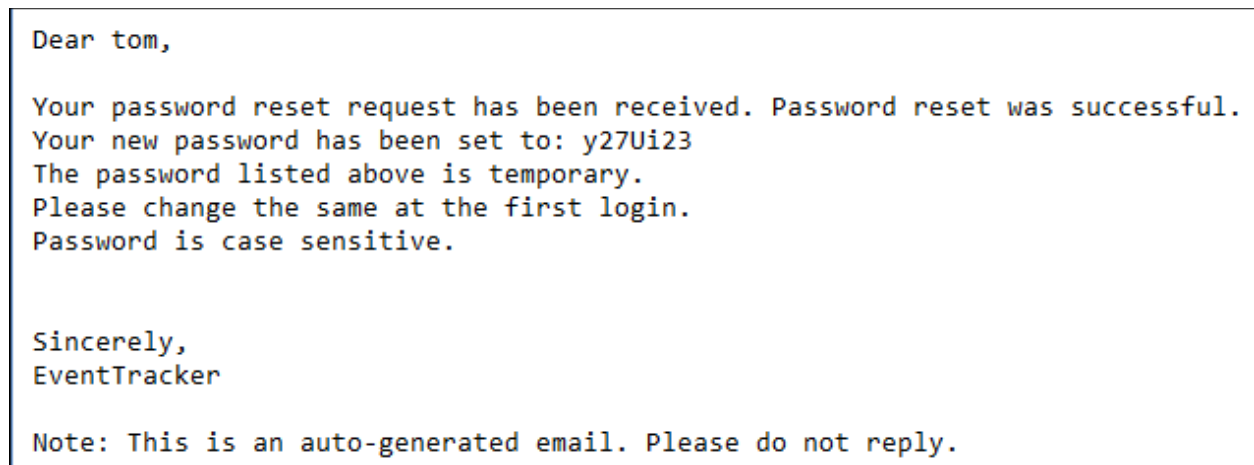 Dear tom,
Your password reset request has been received. Password reset was successful.
Your new password has been set to: y27Ui23
The password listed above is temporary.
Please change the same at the first login.
Password is case sensitive.
Sincerely,
EventTracker
Note: This is an auto-generated email. Please do not reply.